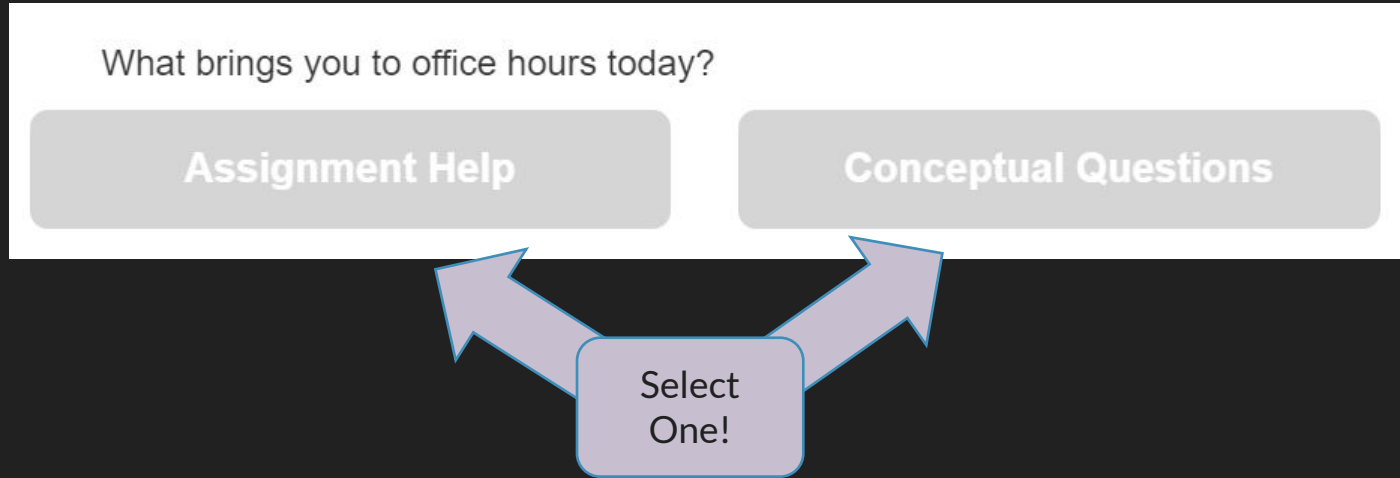 What brings you to office hours today?
Assignment Help
Conceptual Questions
Select
One!